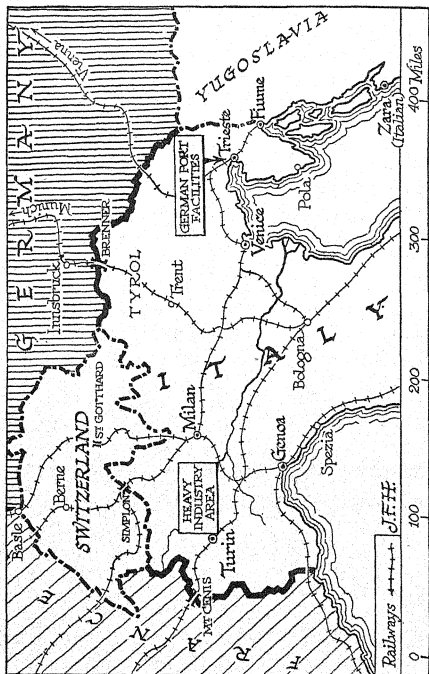 GERMANY
Vienna
Munich
Innsbruck
BRENNER
YUGOSLAVIA
Basle
Berne
SWITZERLAND
ST GOTTHARD
SIMPLON
TYROL
Trent
GERMAN PORT
FACILITIES
Trieste
Fiume
Venice
Pola
Zara
(Italian)
Milan
HEAVY
INDUSTRY
AREA
Turin
MT CENIS
FRANCE
ITALIA
Bologna
Genoa
Spezia
Railways
J.F.H.
0
100
200
300
400 Miles